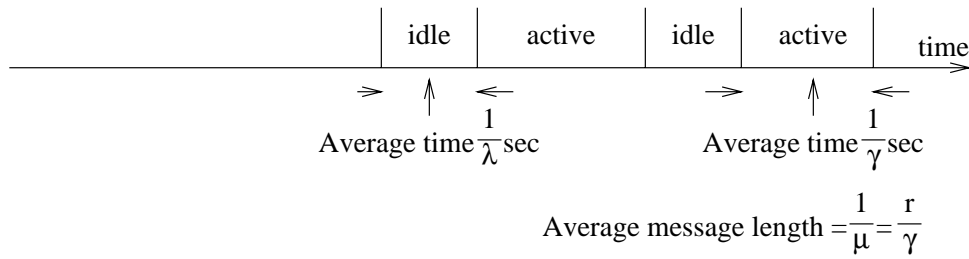 idle active idle active
time
Average time 1/λ sec Average time 1/γ sec
Average message length = 1/μ = r/γ